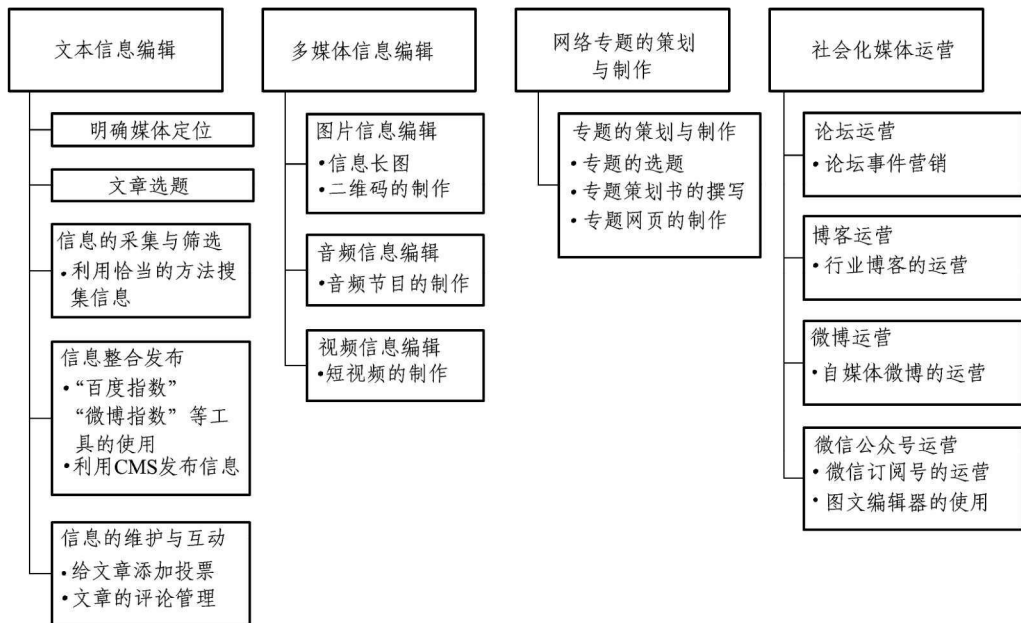 文本信息编辑
明确媒体定位
文章选题
信息的采集与筛选
•利用恰当的方法搜
集信息
信息整合发布
•“百度指数”
“微博指数”等工
具的使用
•利用CMS发布信息
信息的维护与互动
•给文章添加投票
•文章的评论管理
多媒体信息编辑
图片信息编辑
•信息长图
•二维码的制作
音频信息编辑
•音频节目的制作
视频信息编辑
•短视频的制作
网络专题的策划
与制作
专题的策划与制作
•专题的选题
•专题策划书的撰写
•专题网页的制作
社会化媒体运营
论坛运营
•论坛事件营销
博客运营
•行业博客的运营
微博运营
•自媒体微博的运营
微信公众号运营
•微信订阅号的运营
•图文编辑器的使用